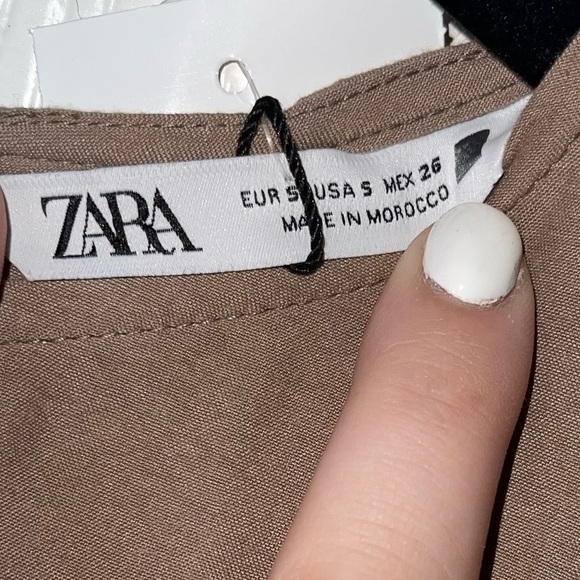 ZARA
EUR S USA S MEX 26
MADE IN MOROCCO